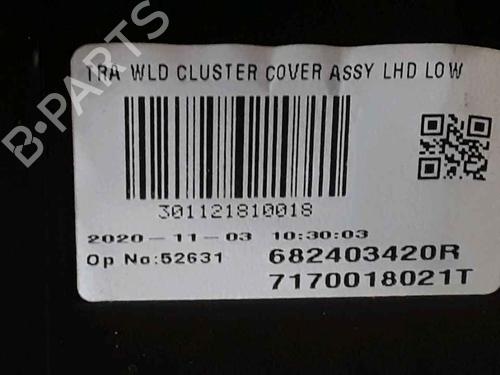 TRA WLD CLUSTER COVER ASSY LHD LOW
301121810018
2020-11-03 10:30:03
Op No:52631
682403420R
7170018021T
B-PARTS